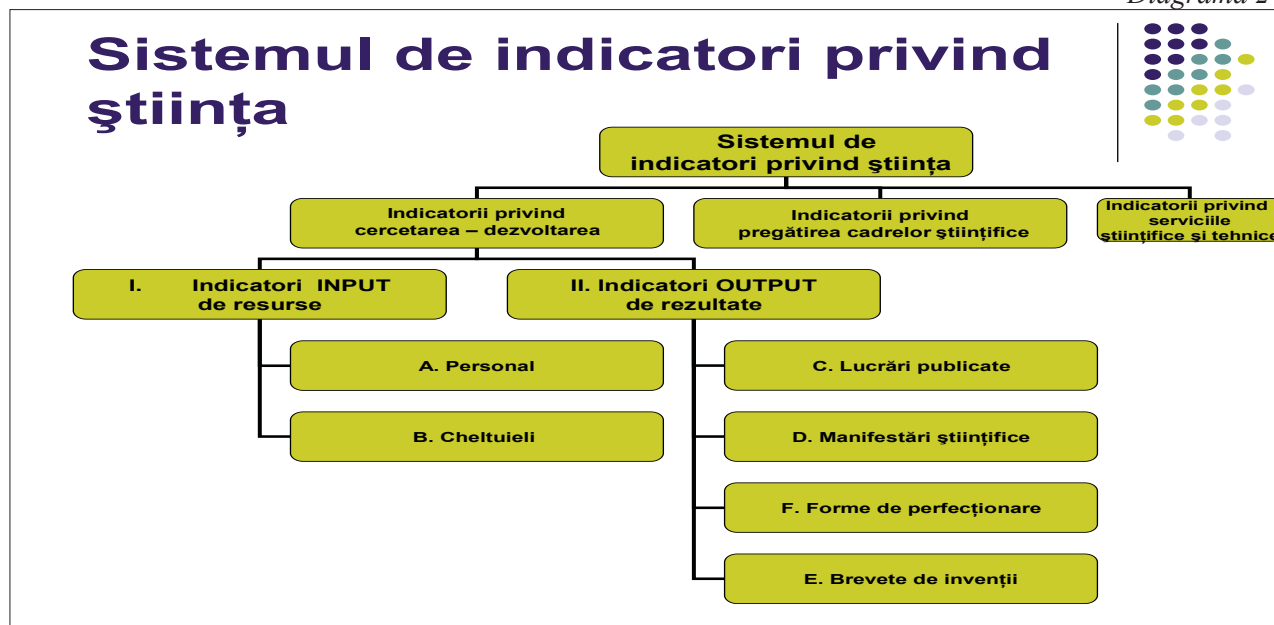 Diagrama 2
Sistemul de indicatori privind
ştiinţa
Sistemul de
indicatori privind ştiinţa
Indicatorii privind
cercetarea – dezvoltarea
Indicatorii privind
pregătirea cadrelor ştiinţifice
Indicatorii privind
serviciile
ştiinţifice şi tehnice
I. Indicatori INPUT
de resurse
II. Indicatori OUTPUT
de rezultate
A. Personal
C. Lucrări publicate
B. Cheltuieli
D. Manifestări ştiinţifice
F. Forme de perfecţionare
E. Brevete de invenţii